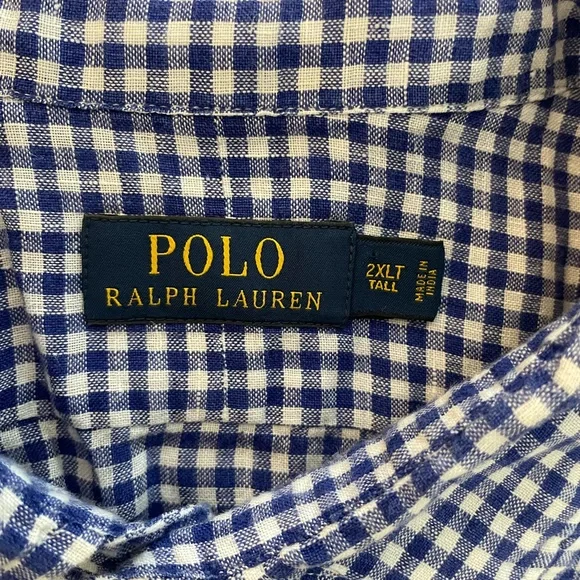 POLO
RALPH LAUREN
2XLT
TALL
MADE IN
INDIA